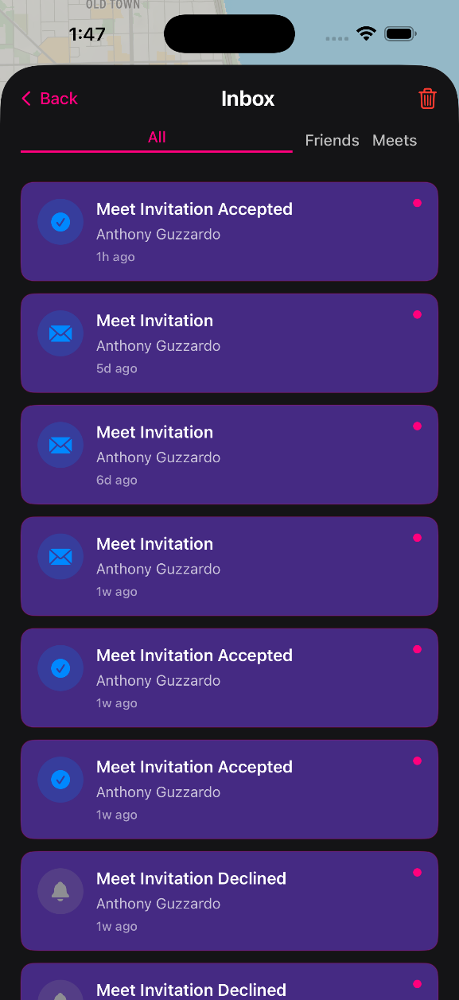 OLD TOWN
1:47
Back
Inbox
All
Friends
Meets
Meet Invitation Accepted
Anthony Guzzardo
1h ago
Meet Invitation
Anthony Guzzardo
5d ago
Meet Invitation
Anthony Guzzardo
6d ago
Meet Invitation
Anthony Guzzardo
1w ago
Meet Invitation Accepted
Anthony Guzzardo
1w ago
Meet Invitation Accepted
Anthony Guzzardo
1w ago
Meet Invitation Declined
Anthony Guzzardo
1w ago
Meet Invitation Declined